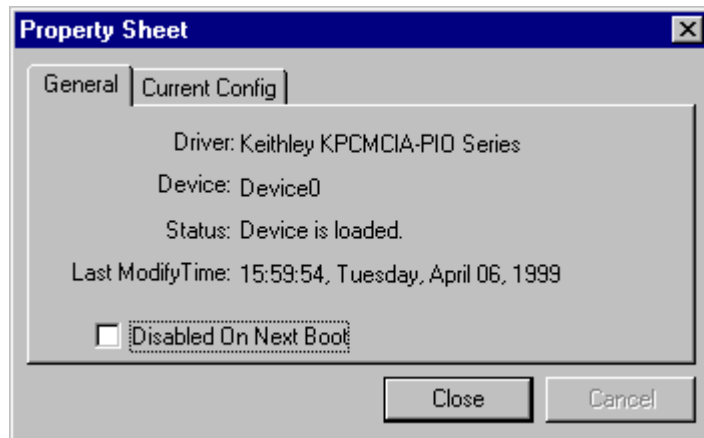 Property Sheet
General Current Config
Driver: Keithley KPCMCIA-PIO Series
Device: Device0
Status: Device is loaded.
Last ModifyTime: 15:59:54, Tuesday, April 06, 1999
Disabled On Next Boot
Close Cancel